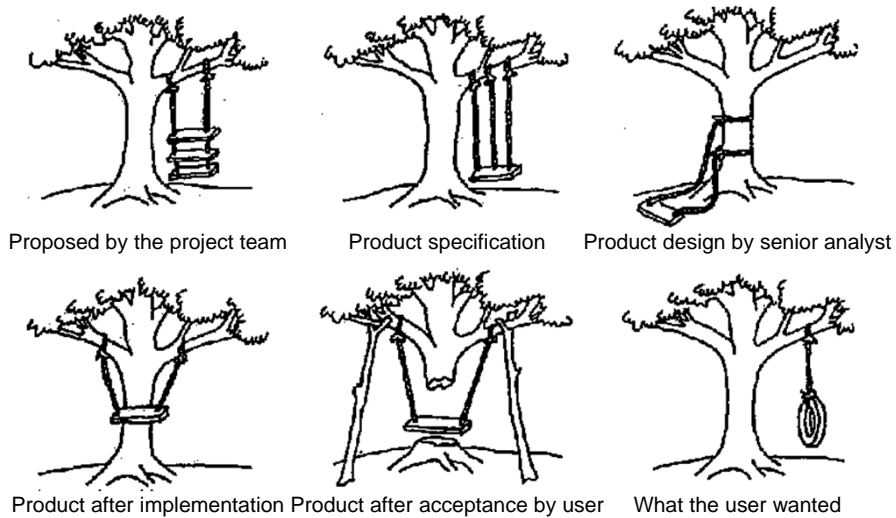 Proposed by the project team
Product specification
Product design by senior analyst
Product after implementation
Product after acceptance by user
What the user wanted